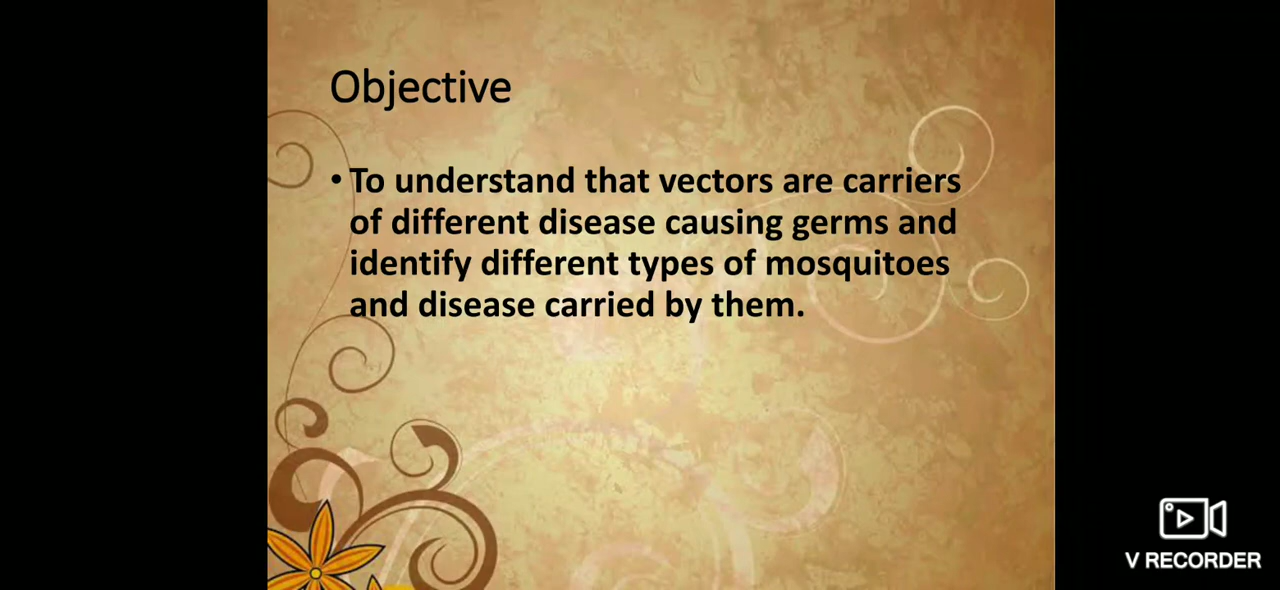 Objective
• To understand that vectors are carriers
of different disease causing germs and
identify different types of mosquitoes
and disease carried by them.
V RECORDER